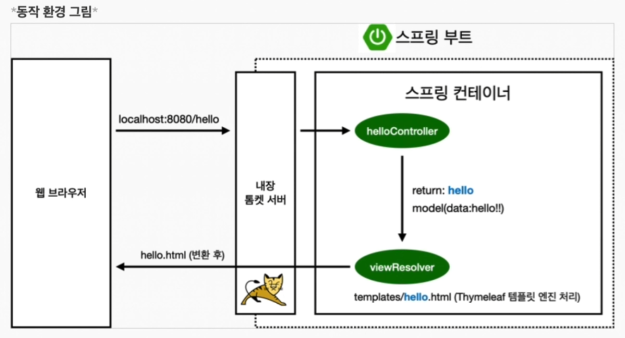 *동작 환경 그림*
스프링 부트
스프링 컨테이너
localhost:8080/hello
helloController
웹 브라우저
내장
톰켓 서버
return: hello
model(data:hello!!)
hello.html (변환 후)
viewResolver
templates/hello.html (Thymeleaf 템플릿 엔진 처리)